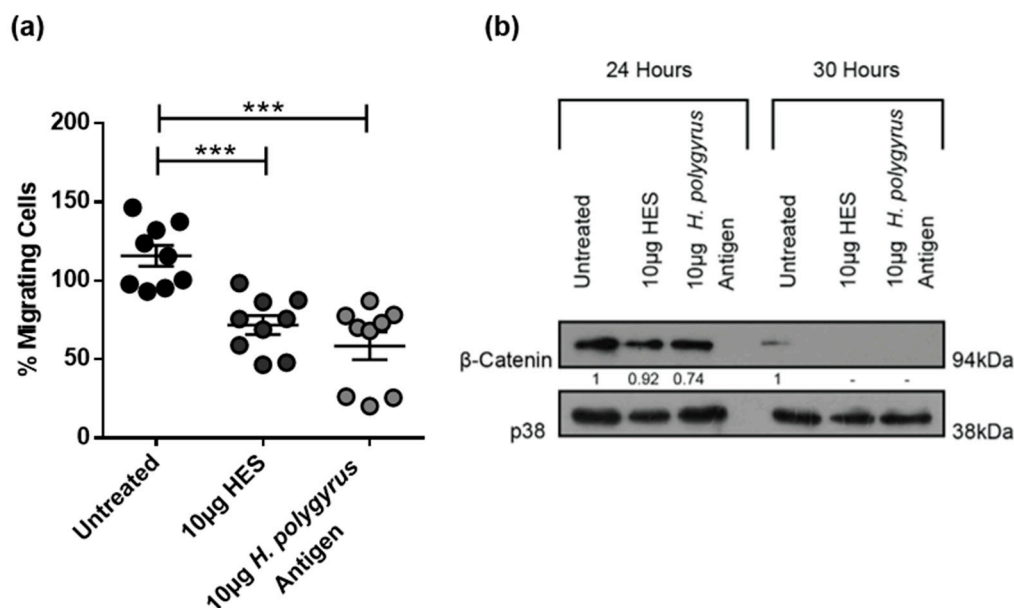 (a)
% Migrating Cells
200
150
100
50
0
***
***
Untreated
10µg HES
10µg H. polygyrus
Antigen
(b)
24 Hours
30 Hours
Untreated
10µg HES
10µg H. polygyrus
Antigen
Untreated
10µg HES
10µg H. polygyrus
Antigen
β-Catenin
94kDa
1 0.92 0.74 1 - -
p38
38kDa